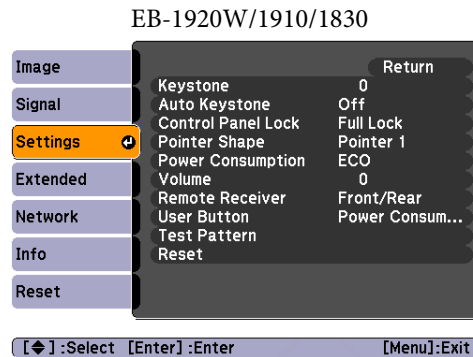 EB-1920W/1910/1830
Image
Signal
Settings
Extended
Network
Info
Reset
Return
Keystone 0
Auto Keystone Off
Control Panel Lock Full Lock
Pointer Shape Pointer 1
Power Consumption ECO
Volume 0
Remote Receiver Front/Rear
User Button Power Consum...
Test Pattern
Reset
[◆] :Select [Enter] :Enter [Menu]:Exit